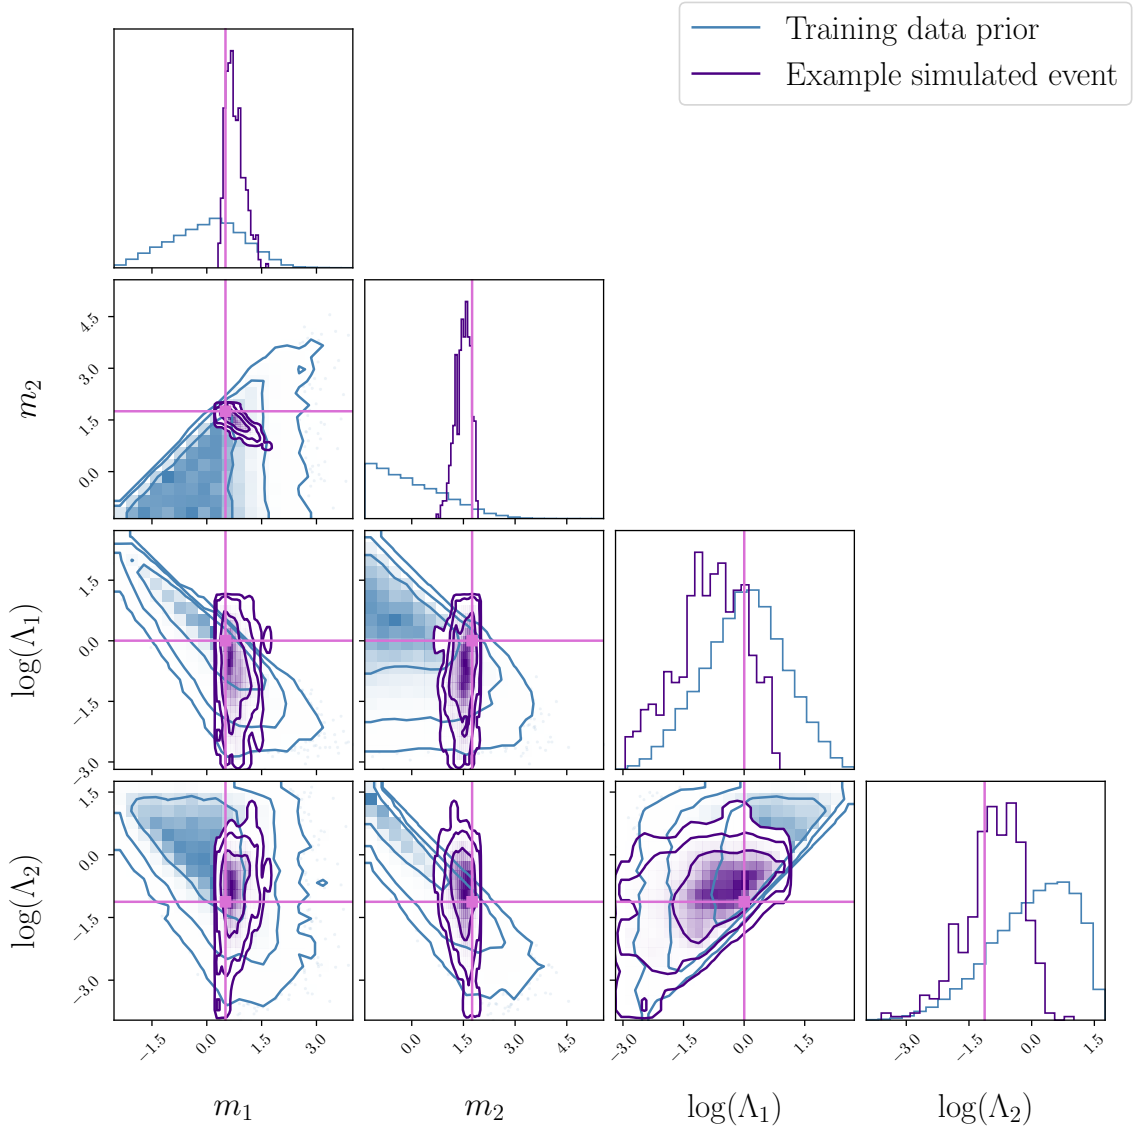 Training data prior
Example simulated event
m₂
4.5
3.0
1.5
0.0
log(Λ₁)
1.5
0.0
−1.5
−3.0
log(Λ₂)
1.5
0.0
−1.5
−3.0
−1.5 0.0 1.5 3.0
0.0 1.5 3.0 4.5
−3.0 −1.5 0.0 1.5
−3.0 −1.5 0.0
m₁ m₂ log(Λ₁) log(Λ₂)